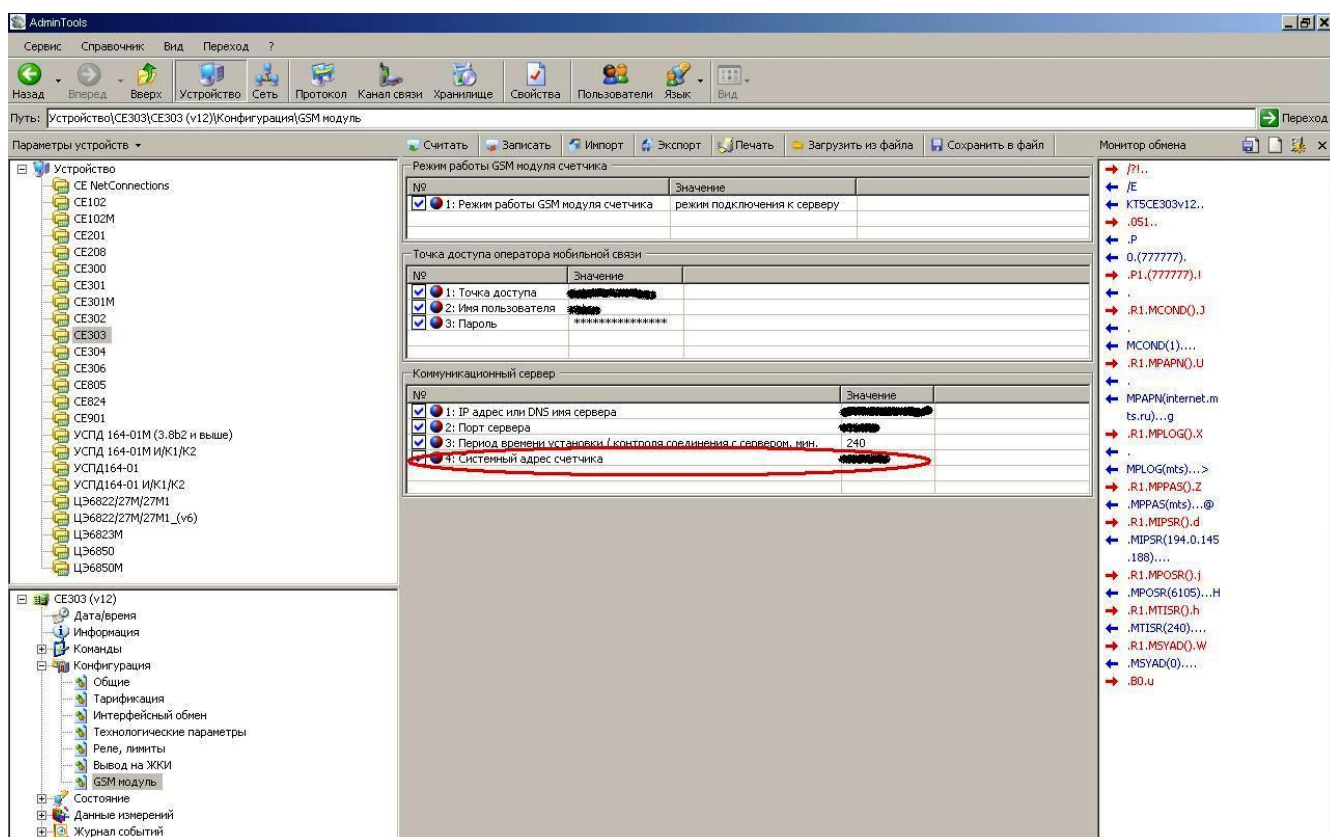 AdminTools
Сервис Справочник Вид Переход ?
Назад Вперед Вверх Устройство Сеть Протокол Канал связи Хранилище Свойства Пользователи Язык Вид
Путь: Устройство\CE303\CE303 (v12)\Конфигурация\GSM модуль Переход
Параметры устройств Считать Записать Импорт Экспорт Печать Загрузить из файла Сохранить в файл Монитор обмена
Устройство
CE NetConnections
CE102
CE102M
CE201
CE208
CE300
CE301
CE301M
CE302
CE303
CE304
CE306
CE805
CE824
CE901
УСПД 164-01М (3.8b2 и выше)
УСПД 164-01М И/К1/К2
УСПД164-01
УСПД164-01 И/К1/К2
ЦЭ6822/27М/27М1
ЦЭ6822/27М/27М1_(v6)
ЦЭ6823М
ЦЭ6850
ЦЭ6850М
CE303 (v12)
Дата/время
Информация
Команды
Конфигурация
Общие
Тарификация
Интерфейсный обмен
Технологические параметры
Реле, лимиты
Вывод на ЖКИ
GSM модуль
Состояние
Данные измерений
Журнал событий
Режим работы GSM модуля счетчика
№ Значение
1: Режим работы GSM модуля счетчика режим подключения к серверу
Точка доступа оператора мобильной связи
№ Значение
1: Точка доступа
2: Имя пользователя
3: Пароль ***************
Коммуникационный сервер
№ Значение
1: IP адрес или DNS имя сервера
2: Порт сервера
3: Период времени установки / контроля соединения с сервером, мин. 240
4: Системный адрес счетчика
/?!..
/E
KT5CE303v12..
.051..
.P
0.(777777).
.P1.(777777).!
.
.R1.MCOND().J
.
MCOND(1)....
.R1.MPAPN().U
.
MPAPN(internet.m
ts.ru)...g
.R1.MPLOG().X
.
MPLOG(mts)...>
.R1.MPPAS().Z
.MPPAS(mts)...@
.R1.MIPSR().d
.MIPSR(194.0.145
.188)....
.R1.MPOSR().j
.MPOSR(6105)...H
.R1.MTISR().h
.MTISR(240)....
.R1.MSYAD().W
.MSYAD(0)....
.B0.u